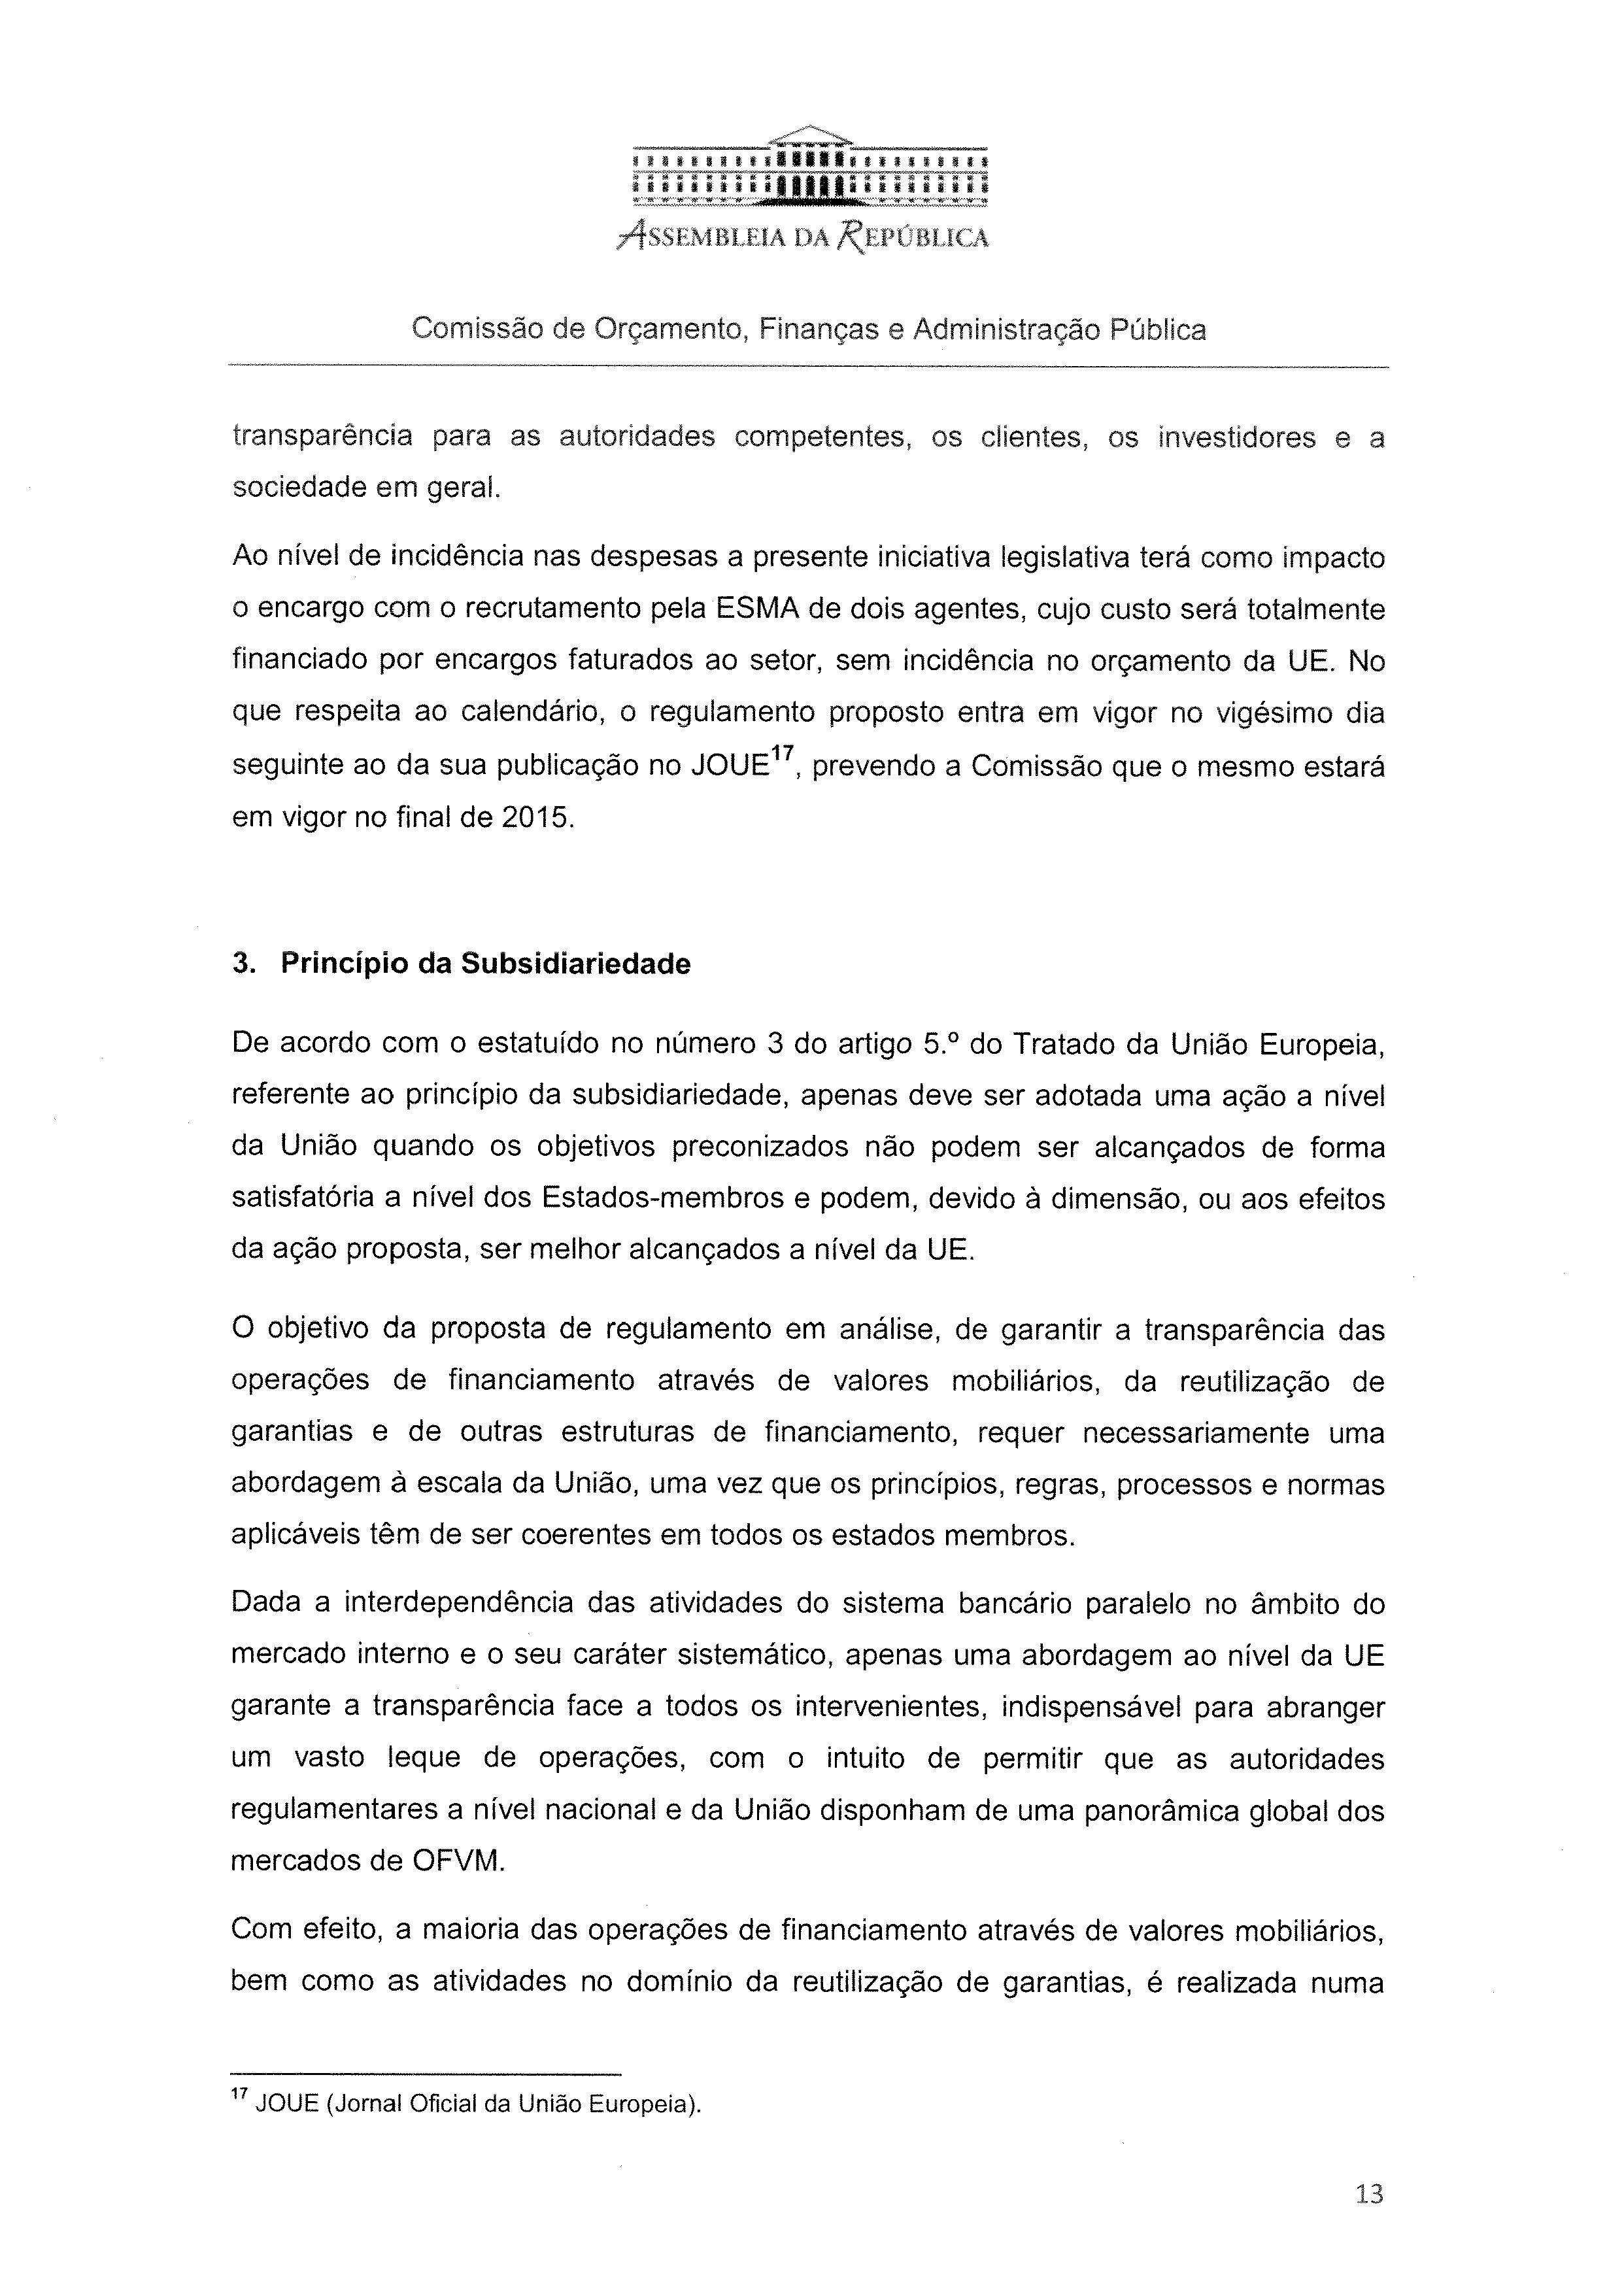 ASSEMBLEIA DA REPÚBLICA
Comissão de Orçamento, Finanças e Administração Pública
transparência para as autoridades competentes, os clientes, os investidores e a
sociedade em geral.
Ao nível de incidência nas despesas a presente iniciativa legislativa terá como impacto
o encargo com o recrutamento pela ESMA de dois agentes, cujo custo será totalmente
financiado por encargos faturados ao setor, sem incidência no orçamento da UE. No
que respeita ao calendário, o regulamento proposto entra em vigor no vigésimo dia
seguinte ao da sua publicação no JOUE¹⁷, prevendo a Comissão que o mesmo estará
em vigor no final de 2015.
3. Princípio da Subsidiariedade
De acordo com o estatuído no número 3 do artigo 5.º do Tratado da União Europeia,
referente ao princípio da subsidiariedade, apenas deve ser adotada uma ação a nível
da União quando os objetivos preconizados não podem ser alcançados de forma
satisfatória a nível dos Estados-membros e podem, devido à dimensão, ou aos efeitos
da ação proposta, ser melhor alcançados a nível da UE.
O objetivo da proposta de regulamento em análise, de garantir a transparência das
operações de financiamento através de valores mobiliários, da reutilização de
garantias e de outras estruturas de financiamento, requer necessariamente uma
abordagem à escala da União, uma vez que os princípios, regras, processos e normas
aplicáveis têm de ser coerentes em todos os estados membros.
Dada a interdependência das atividades do sistema bancário paralelo no âmbito do
mercado interno e o seu caráter sistemático, apenas uma abordagem ao nível da UE
garante a transparência face a todos os intervenientes, indispensável para abranger
um vasto leque de operações, com o intuito de permitir que as autoridades
regulamentares a nível nacional e da União disponham de uma panorâmica global dos
mercados de OFVM.
Com efeito, a maioria das operações de financiamento através de valores mobiliários,
bem como as atividades no domínio da reutilização de garantias, é realizada numa
¹⁷ JOUE (Jornal Oficial da União Europeia).
13